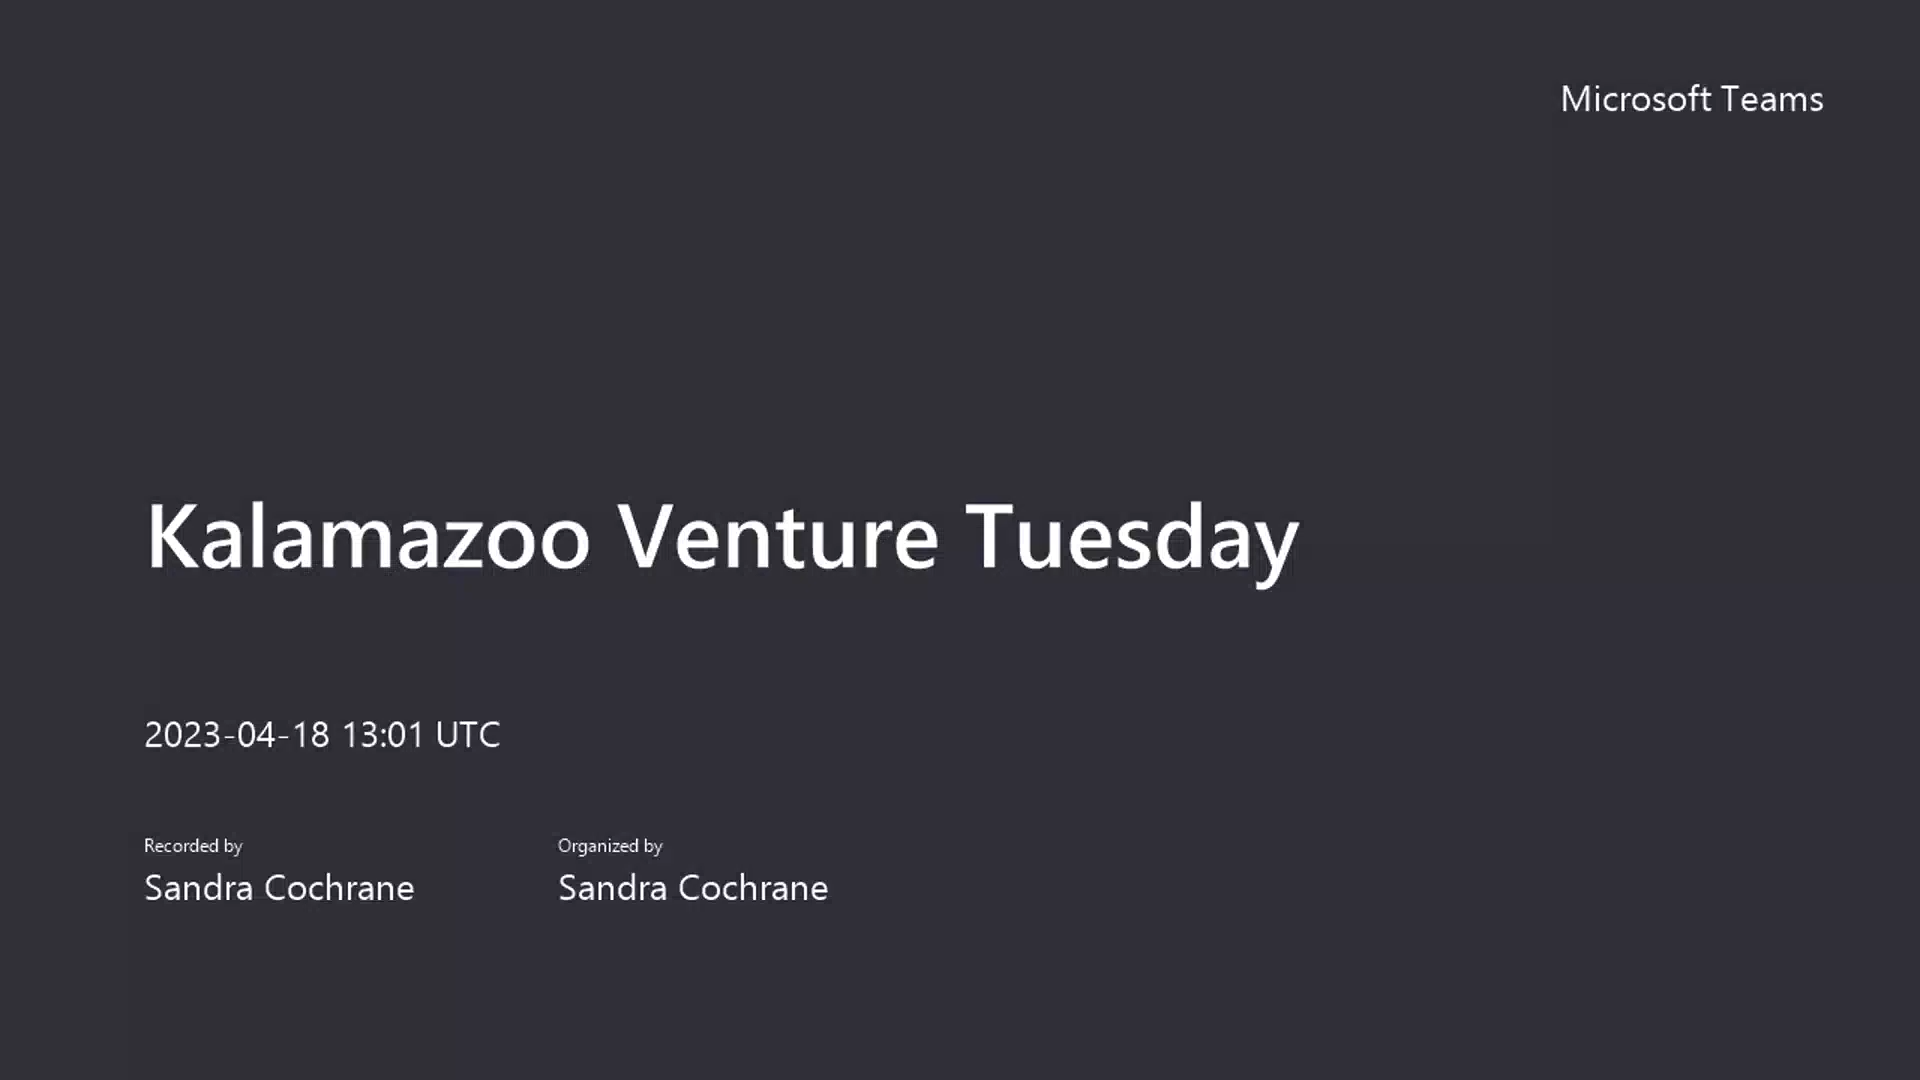 Microsoft Teams
Kalamazoo Venture Tuesday
2023-04-18 13:01 UTC
Recorded by
Sandra Cochrane
Organized by
Sandra Cochrane